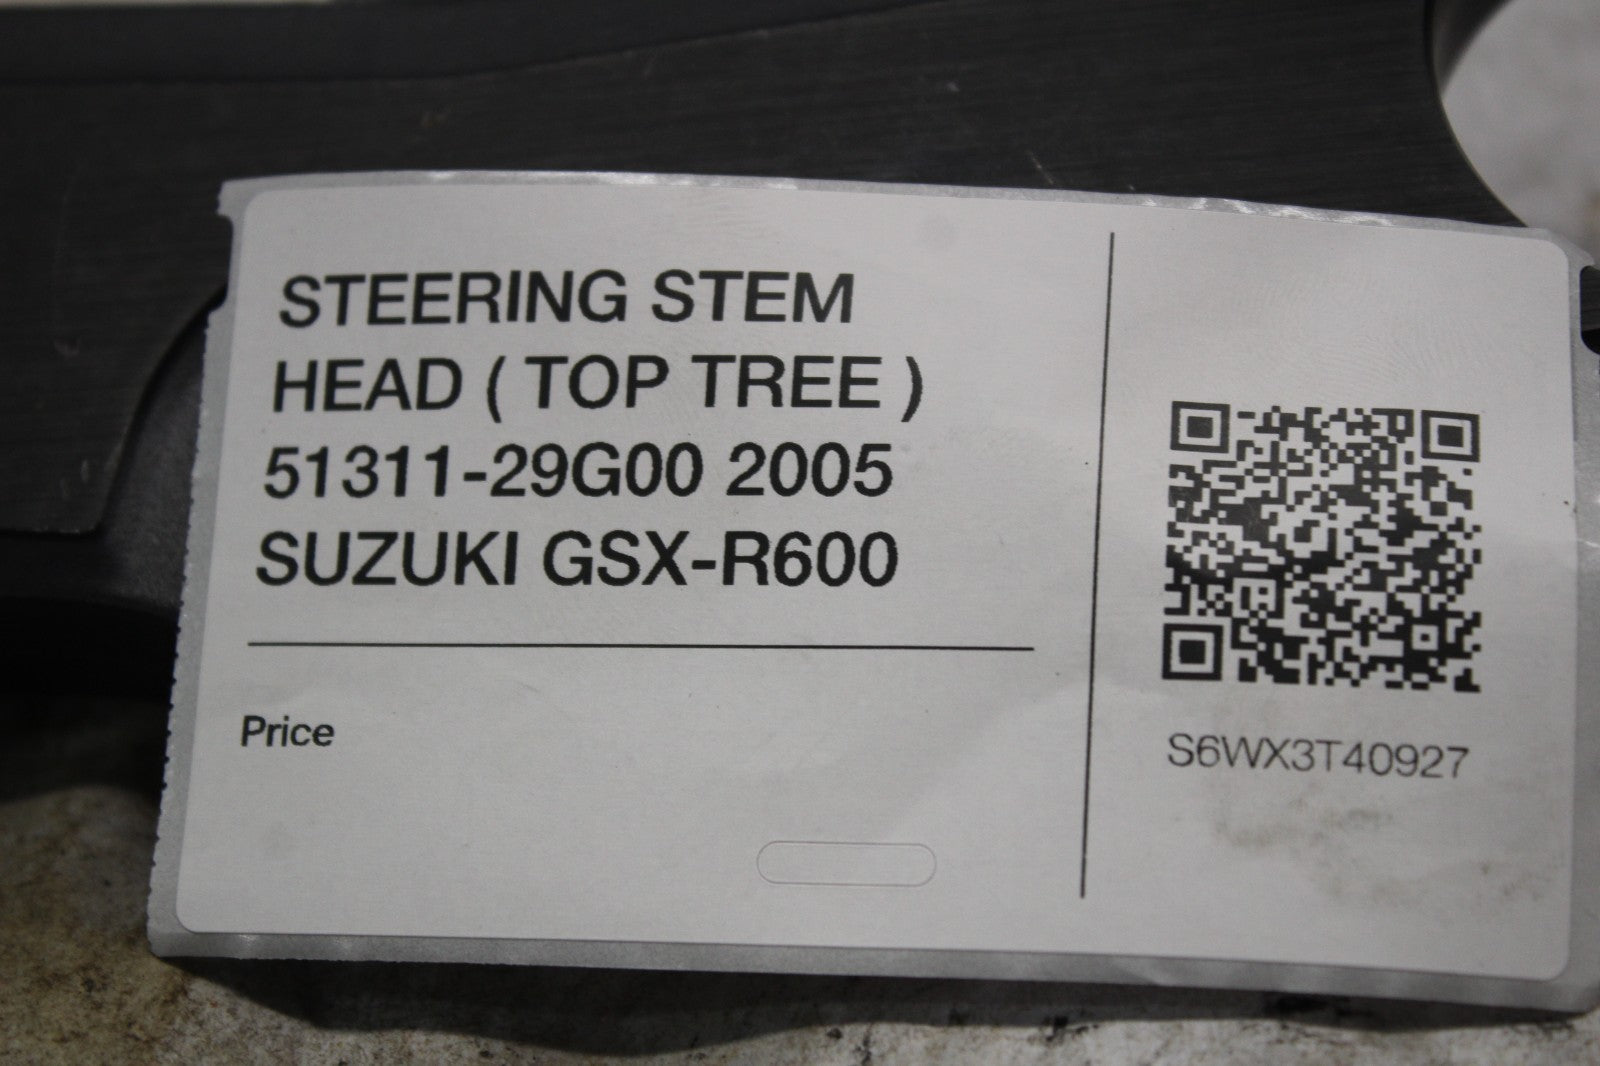 STEERING STEM
HEAD ( TOP TREE )
51311-29G00 2005
SUZUKI GSX-R600
Price
S6WX3T40927